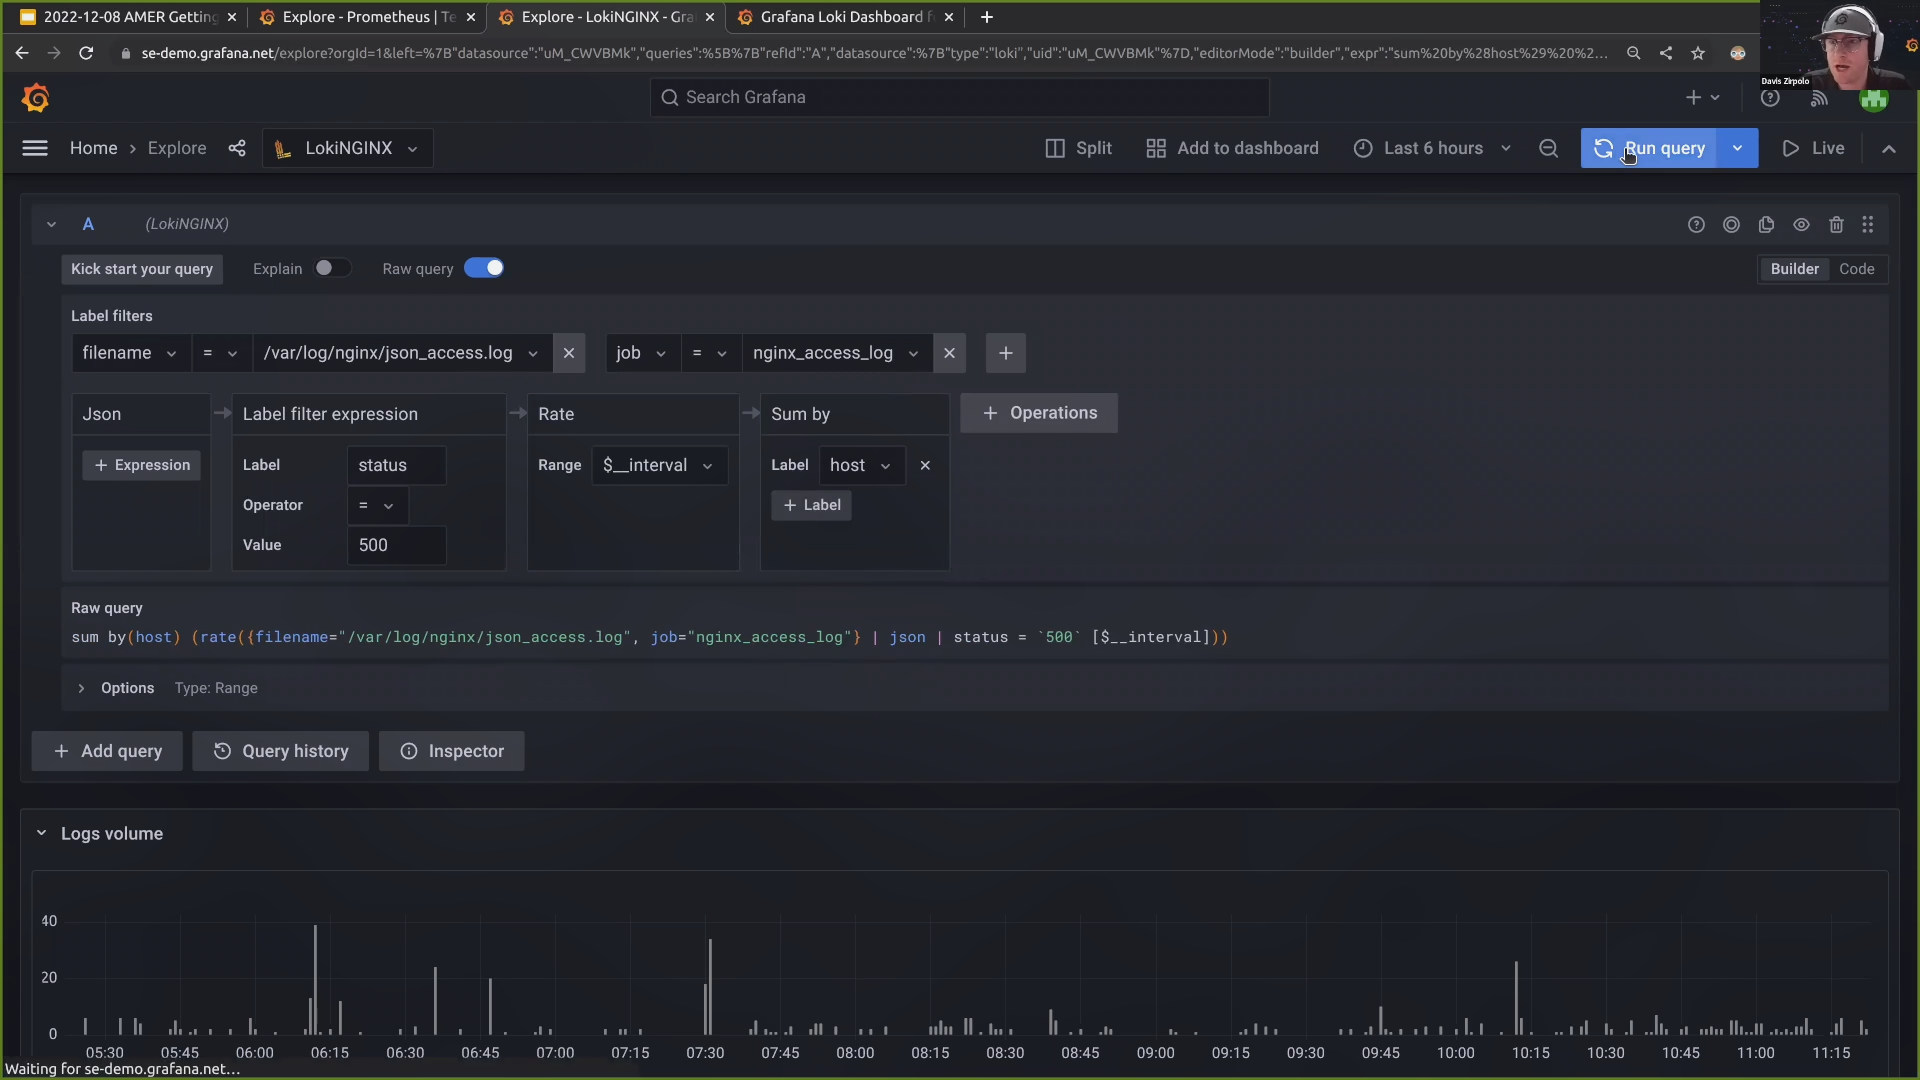 2022-12-08 AMER Getting
Explore - Prometheus | Te
Explore - LokiNGINX - Gra
Grafana Loki Dashboard f
se-demo.grafana.net/explore?orgId=1&left=%7B"datasource":"uM_CWVBMk","queries":%5B%7B"refId":"A","datasource":%7B"type":"loki","uid":"uM_CWVBMk"%7D,"editorMode":"builder","expr":"sum%20by%28host%29%20%2...
Davis Zirpolo
Search Grafana
Home > Explore LokiNGINX Split Add to dashboard Last 6 hours Run query Live
A (LokiNGINX)
Kick start your query Explain Raw query Builder Code
Label filters
filename = /var/log/nginx/json_access.log job = nginx_access_log +
Json Label filter expression Rate Sum by + Operations
+ Expression Label status Range $__interval Label host
Operator = + Label
Value 500
Raw query
sum by(host) (rate({filename="/var/log/nginx/json_access.log", job="nginx_access_log"} | json | status = `500` [$__interval]))
Options Type: Range
+ Add query Query history Inspector
Logs volume
40
20
0
05:30 05:45 06:00 06:15 06:30 06:45 07:00 07:15 07:30 07:45 08:00 08:15 08:30 08:45 09:00 09:15 09:30 09:45 10:00 10:15 10:30 10:45 11:00 11:15
Waiting for se-demo.grafana.net...